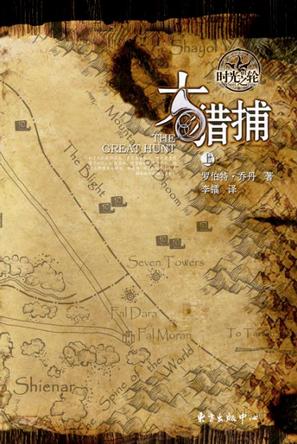 Shayol
时光之轮
大猎捕
THE
GREAT HUNT
上
罗伯特·乔丹 著
李镭 译
Mountains
The Blight
Seven Towers
Fal Dara
Fal Moran
Shienar
Spine of the World
东方出版中心